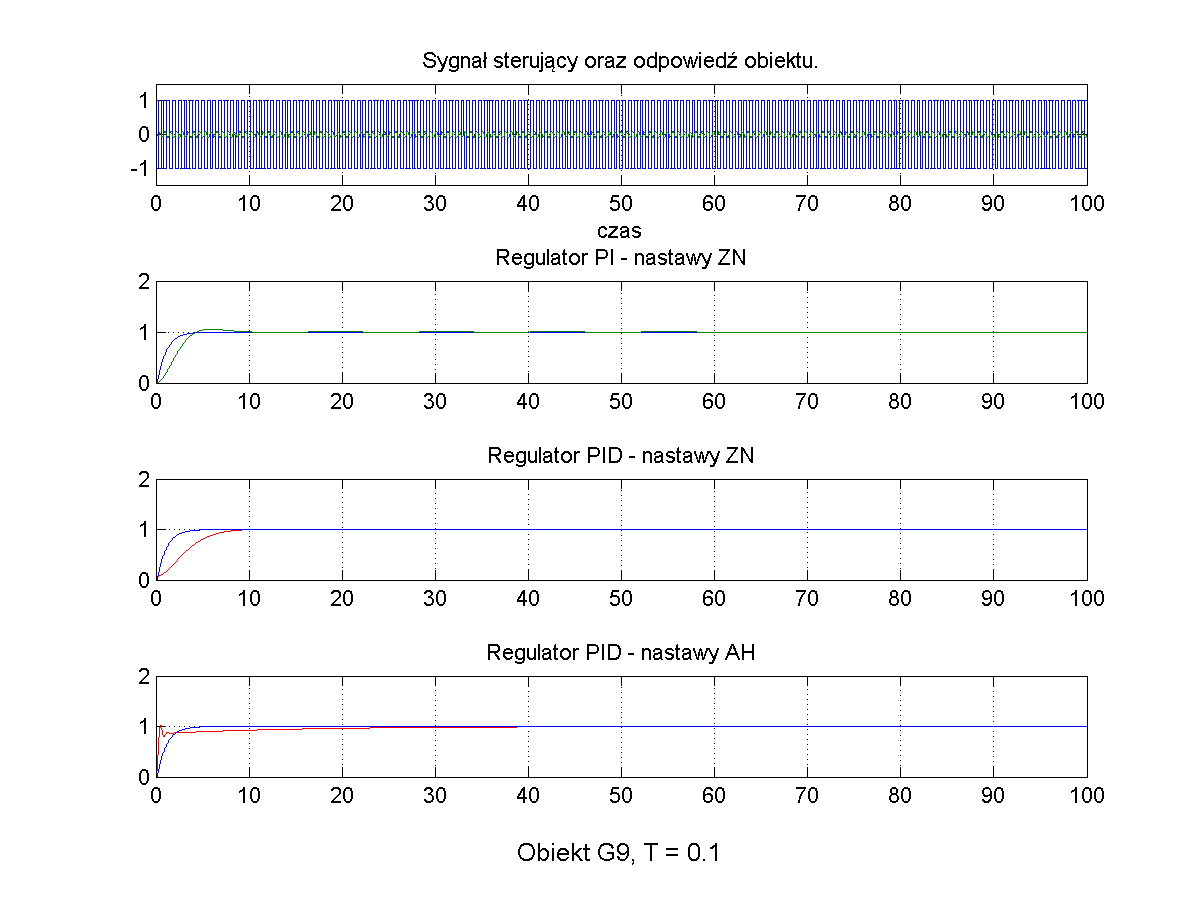 Sygnał sterujący oraz odpowiedź obiektu.
1
0
-1
0 10 20 30 40 50 60 70 80 90 100
czas
Regulator PI - nastawy ZN
2
1
0
0 10 20 30 40 50 60 70 80 90 100
Regulator PID - nastawy ZN
2
1
0
0 10 20 30 40 50 60 70 80 90 100
Regulator PID - nastawy AH
2
1
0
0 10 20 30 40 50 60 70 80 90 100
Obiekt G9, T = 0.1